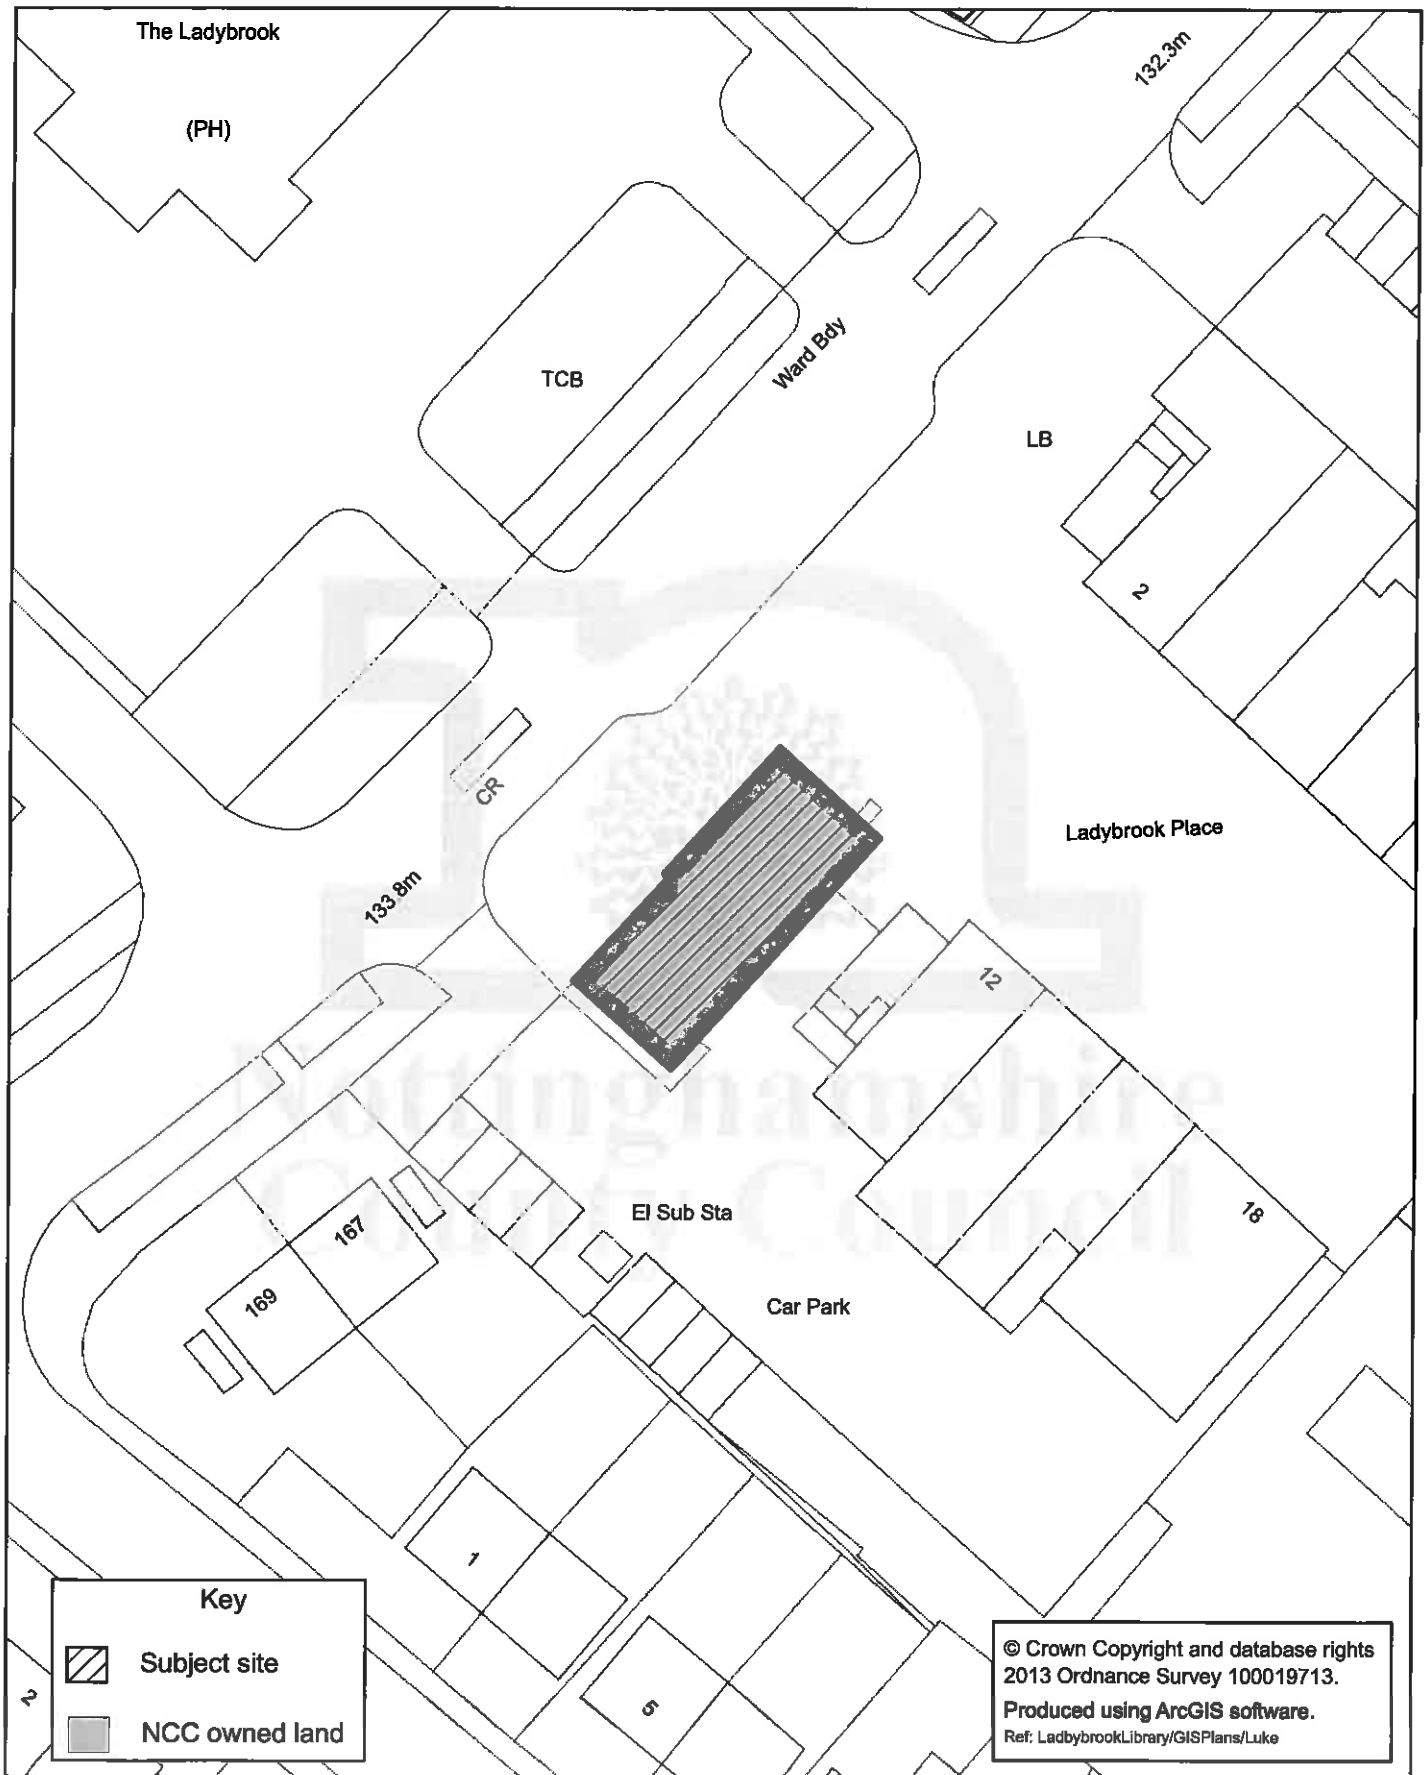 The Ladybrook
(PH)
132.3m
TCB
Ward Bdy
LB
2
CR
Ladybrook Place
133.8m
12
Nottinghamshire
County Council
El Sub Sta
18
167
169
Car Park
1
5
2
Key
Subject site
NCC owned land
© Crown Copyright and database rights
2013 Ordnance Survey 100019713.
Produced using ArcGIS software.
Ref: LadbybrookLibrary/GISPlans/Luke